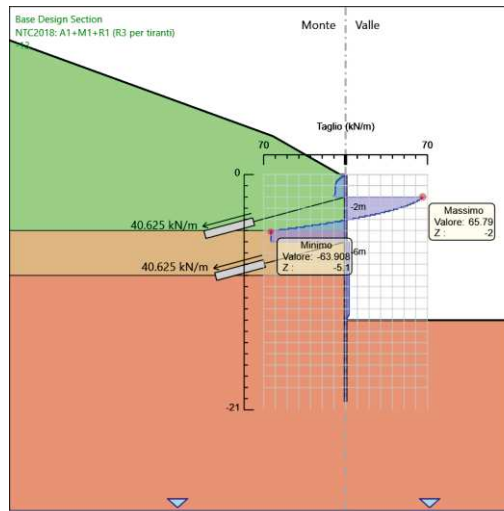 Base Design Section
NTC2018: A1+M1+R1 (R3 per tiranti)
Monte
Valle
Taglio (kN/m)
70
70
0
-2m
40.625 kN/m
Massimo
Valore: 65.79
Z : -2
Minimo
Valore: -63.908
Z : -5.1
-6m
40.625 kN/m
-21